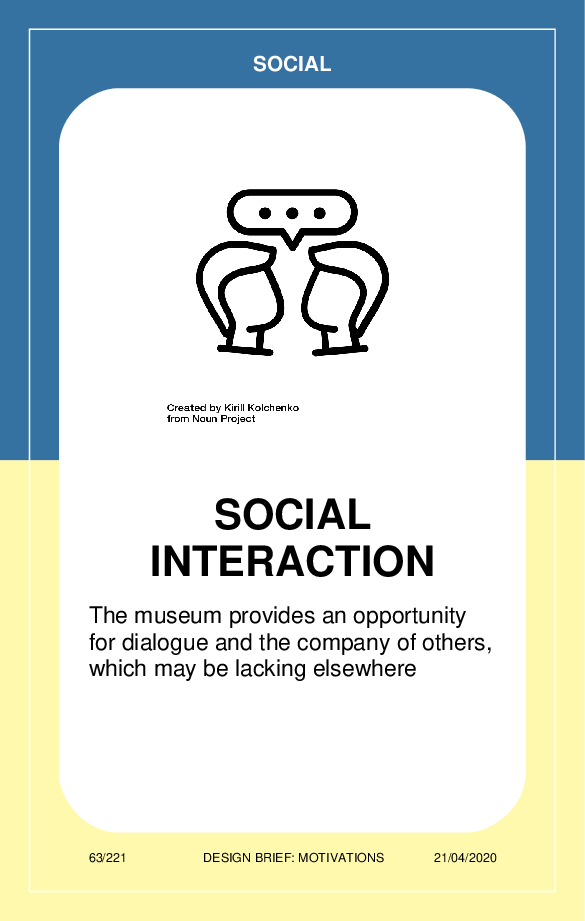 SOCIAL
Created by Kirill Kolchenko
from Noun Project
SOCIAL
INTERACTION
The museum provides an opportunity
for dialogue and the company of others,
which may be lacking elsewhere
63/221 DESIGN BRIEF: MOTIVATIONS 21/04/2020